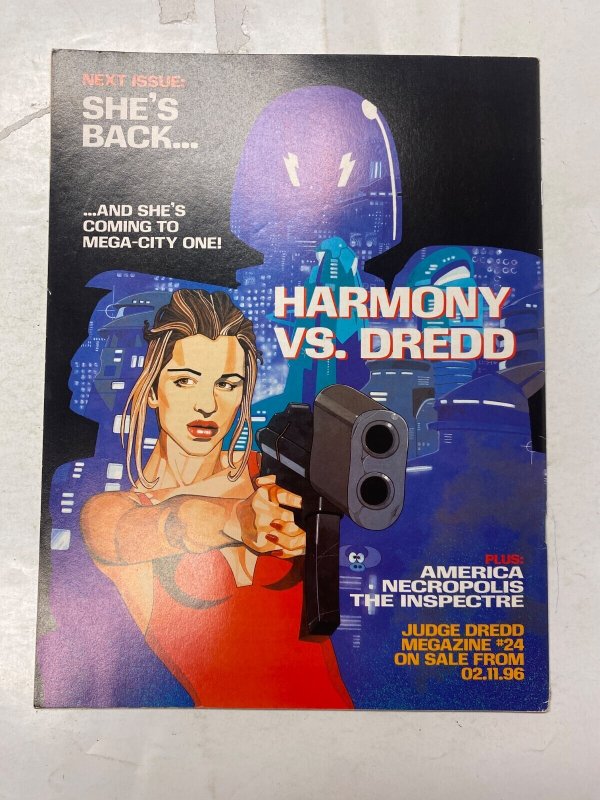 NEXT ISSUE:
SHE'S
BACK...
...AND SHE'S
COMING TO
MEGA-CITY ONE!
HARMONY
VS. DREDD
PLUS:
AMERICA
NECROPOLIS
THE INSPECTRE
JUDGE DREDD
MEGAZINE #24
ON SALE FROM
02.11.96